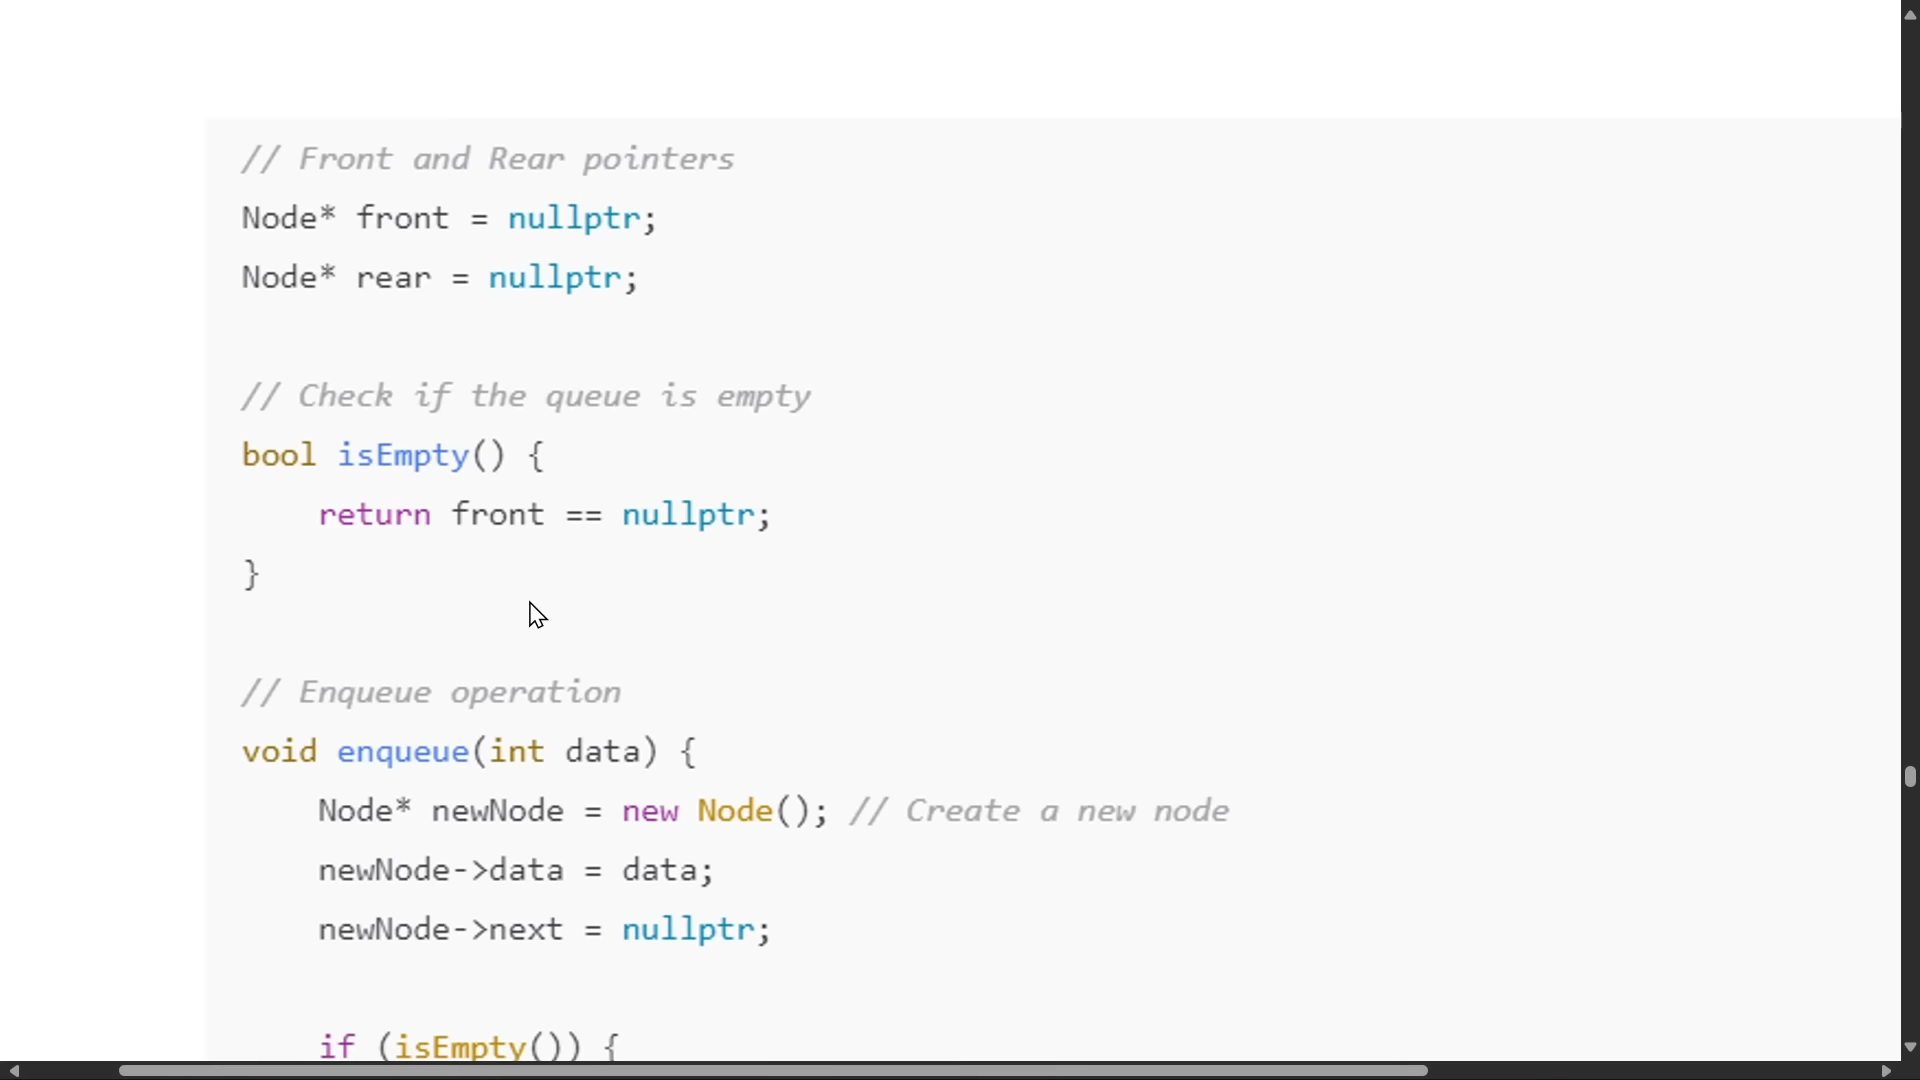 // Front and Rear pointers
Node* front = nullptr;
Node* rear = nullptr;
// Check if the queue is empty
bool isEmpty() {
    return front == nullptr;
}
// Enqueue operation
void enqueue(int data) {
    Node* newNode = new Node(); // Create a new node
    newNode->data = data;
    newNode->next = nullptr;
    if (isEmpty()) {